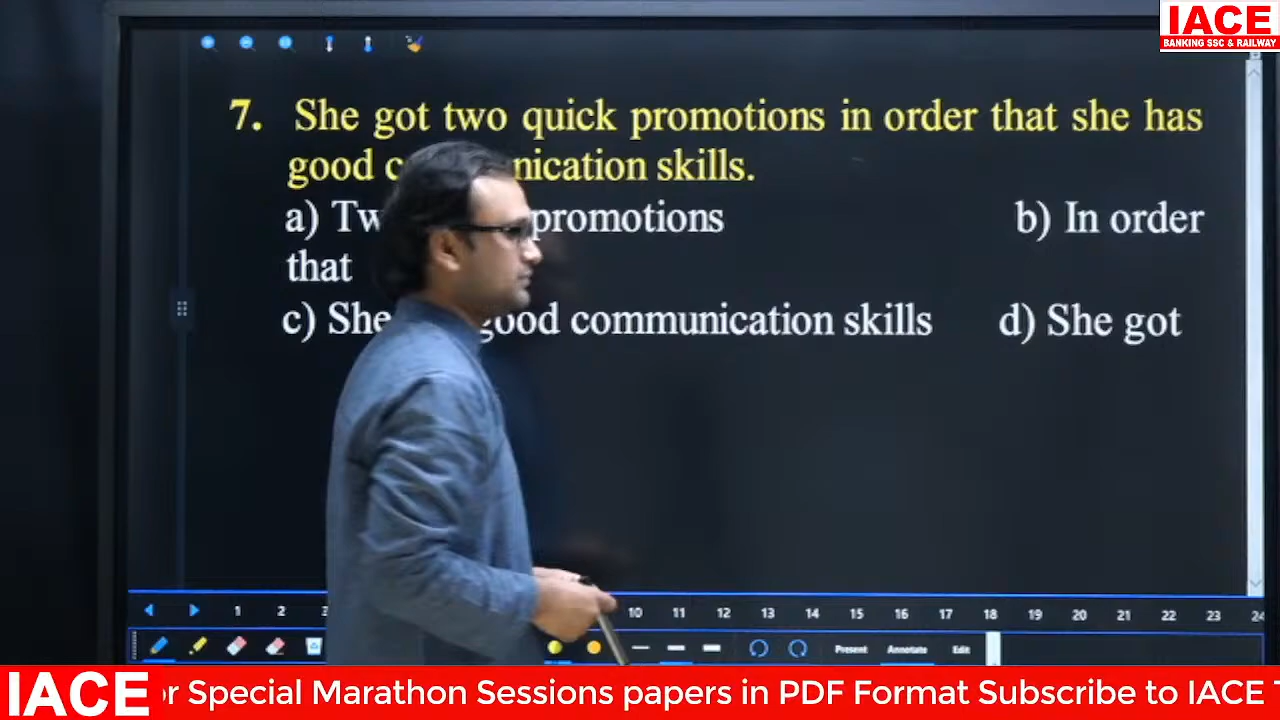 IACE
BANKING SSC & RAILWAY
7. She got two quick promotions in order that she has
good nication skills.
a) promotions b) In order
that
c) She good communication skills d) She got
1 2 3 10 11 12 13 14 15 16 17 18 19 20 21 22 23 24
Present Annotate Edit
IACE or Special Marathon Sessions papers in PDF Format Subscribe to IACE